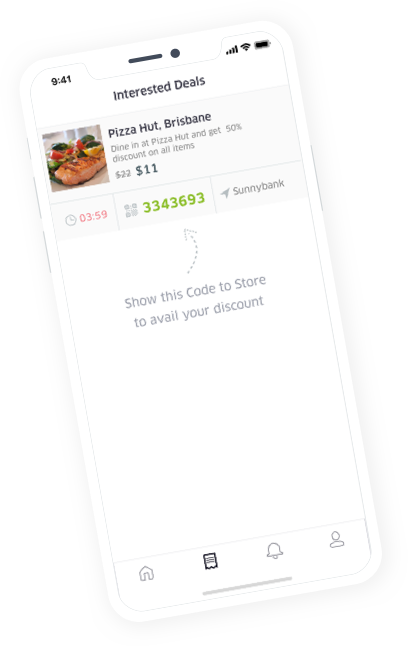 9:41
Interested Deals
Pizza Hut, Brisbane
Dine in at Pizza Hut and get 50%
discount on all items
$22 $11
03:59 3343693 Sunnybank
Show this Code to Store
to avail your discount